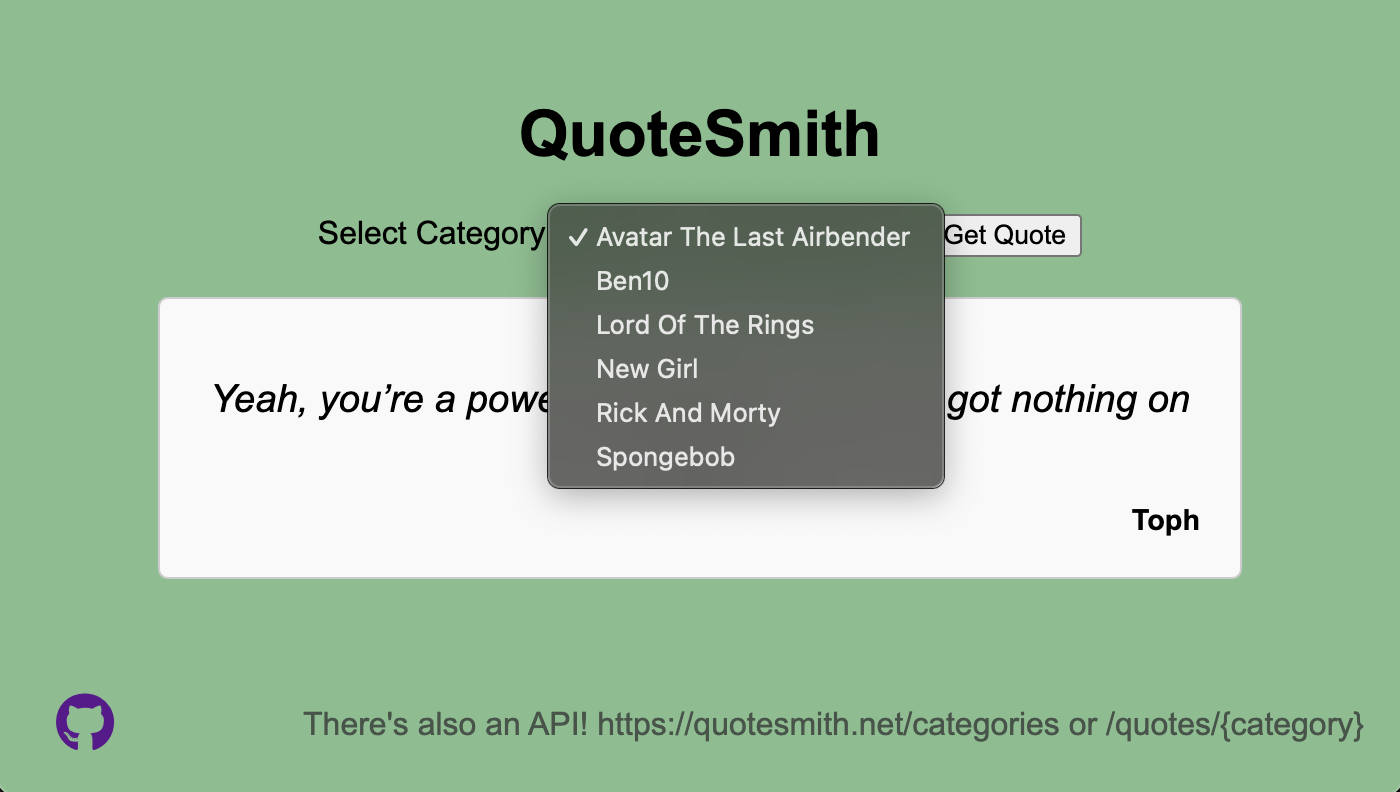 QuoteSmith
Select Category
✓ Avatar The Last Airbender
Get Quote
Ben10
Lord Of The Rings
New Girl
Rick And Morty
Spongebob
Yeah, you’re a got nothing on
Toph
There's also an API! https://quotesmith.net/categories or /quotes/{category}